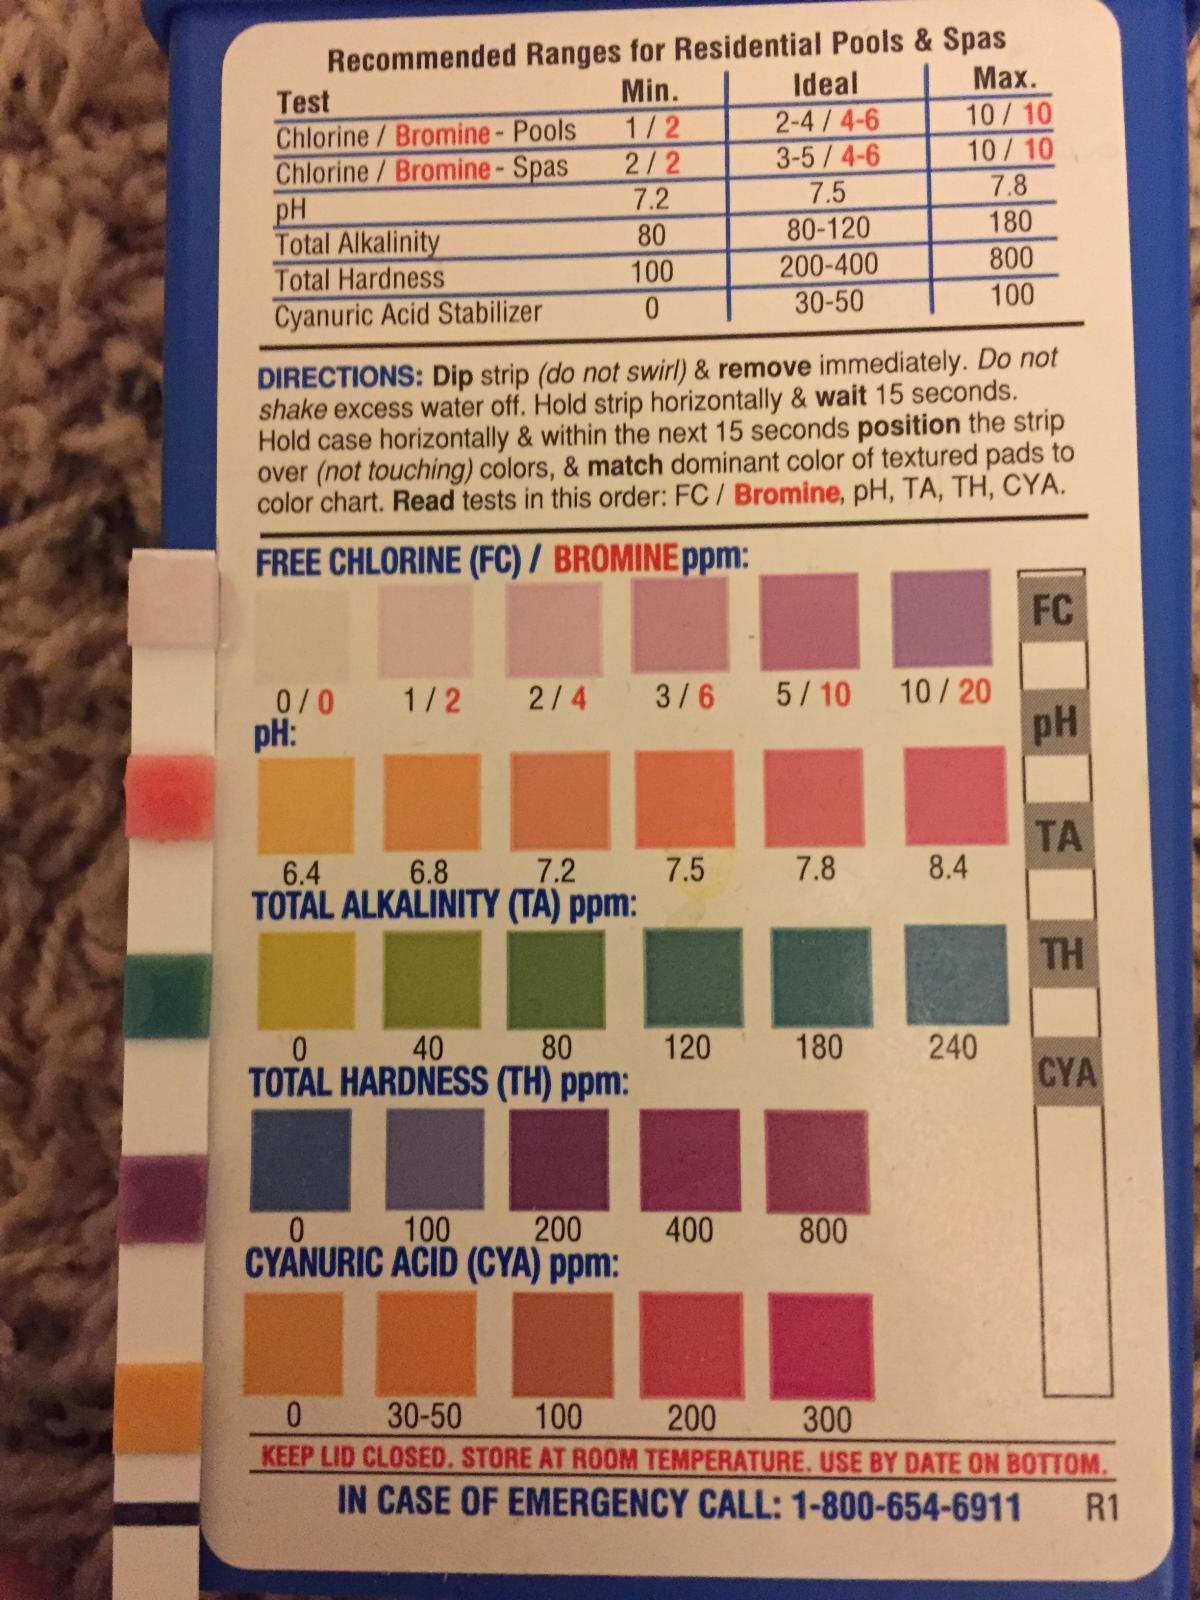 Recommended Ranges for Residential Pools & Spas
Test Min. Ideal Max.
Chlorine / Bromine - Pools 1 / 2 2-4 / 4-6 10 / 10
Chlorine / Bromine - Spas 2 / 2 3-5 / 4-6 10 / 10
pH 7.2 7.5 7.8
Total Alkalinity 80 80-120 180
Total Hardness 100 200-400 800
Cyanuric Acid Stabilizer 0 30-50 100
DIRECTIONS: Dip strip (do not swirl) & remove immediately. Do not
shake excess water off. Hold strip horizontally & wait 15 seconds.
Hold case horizontally & within the next 15 seconds position the strip
over (not touching) colors, & match dominant color of textured pads to
color chart. Read tests in this order: FC / Bromine, pH, TA, TH, CYA.
FREE CHLORINE (FC) / BROMINE ppm:
0 / 0 1 / 2 2 / 4 3 / 6 5 / 10 10 / 20
pH:
6.4 6.8 7.2 7.5 7.8 8.4
TOTAL ALKALINITY (TA) ppm:
0 40 80 120 180 240
TOTAL HARDNESS (TH) ppm:
0 100 200 400 800
CYANURIC ACID (CYA) ppm:
0 30-50 100 200 300
FC
pH
TA
TH
CYA
KEEP LID CLOSED. STORE AT ROOM TEMPERATURE. USE BY DATE ON BOTTOM.
IN CASE OF EMERGENCY CALL: 1-800-654-6911 R1